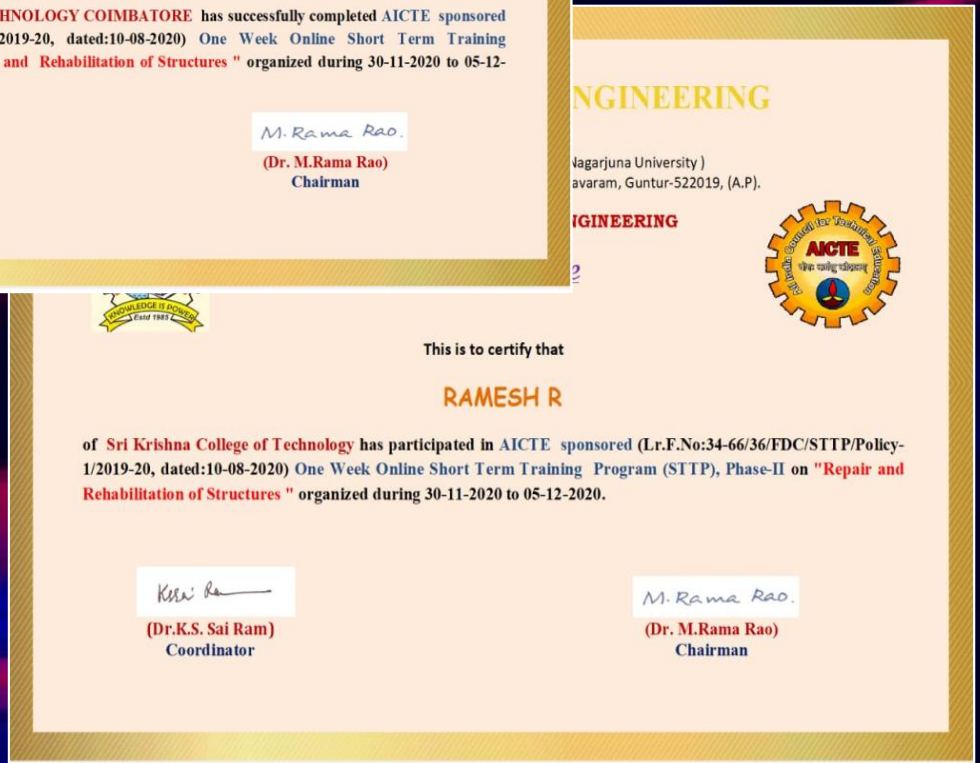 HNOLOGY COIMBATORE has successfully completed AICTE sponsored
2019-20, dated:10-08-2020) One Week Online Short Term Training
and Rehabilitation of Structures " organized during 30-11-2020 to 05-12-
M. Rama Rao.
(Dr. M.Rama Rao)
Chairman
NGINEERING
Nagarjuna University )
avaram, Guntur-522019, (A.P).
NGINEERING
All India Council for Technical Education
AICTE
KNOWLEDGE IS POWER
Estd 1985
This is to certify that
RAMESH R
of Sri Krishna College of Technology has participated in AICTE sponsored (Lr.F.No:34-66/36/FDC/STTP/Policy-
1/2019-20, dated:10-08-2020) One Week Online Short Term Training Program (STTP), Phase-II on "Repair and
Rehabilitation of Structures " organized during 30-11-2020 to 05-12-2020.
M. Rama Rao.
(Dr.K.S. Sai Ram)
(Dr. M.Rama Rao)
Coordinator
Chairman